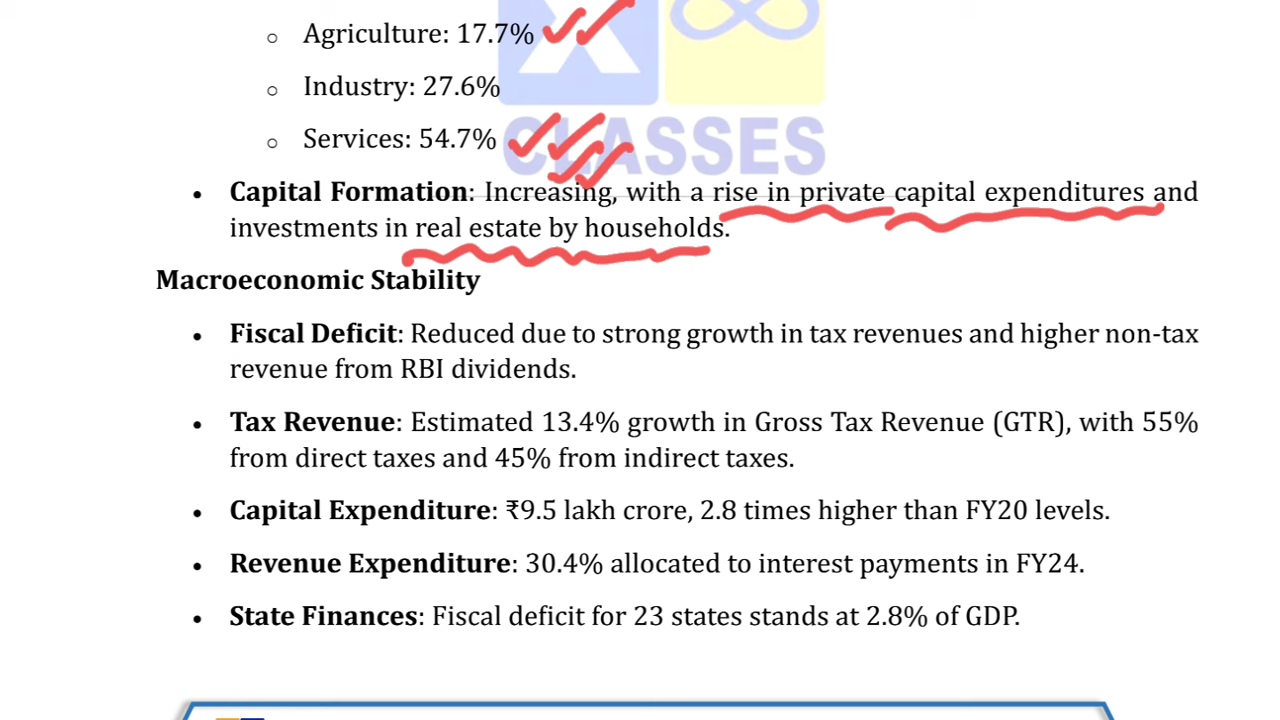 ○ Agriculture: 17.7%
○ Industry: 27.6%
○ Services: 54.7%
CLASSES
• Capital Formation: Increasing, with a rise in private capital expenditures and
investments in real estate by households.
Macroeconomic Stability
• Fiscal Deficit: Reduced due to strong growth in tax revenues and higher non-tax
revenue from RBI dividends.
• Tax Revenue: Estimated 13.4% growth in Gross Tax Revenue (GTR), with 55%
from direct taxes and 45% from indirect taxes.
• Capital Expenditure: ₹9.5 lakh crore, 2.8 times higher than FY20 levels.
• Revenue Expenditure: 30.4% allocated to interest payments in FY24.
• State Finances: Fiscal deficit for 23 states stands at 2.8% of GDP.